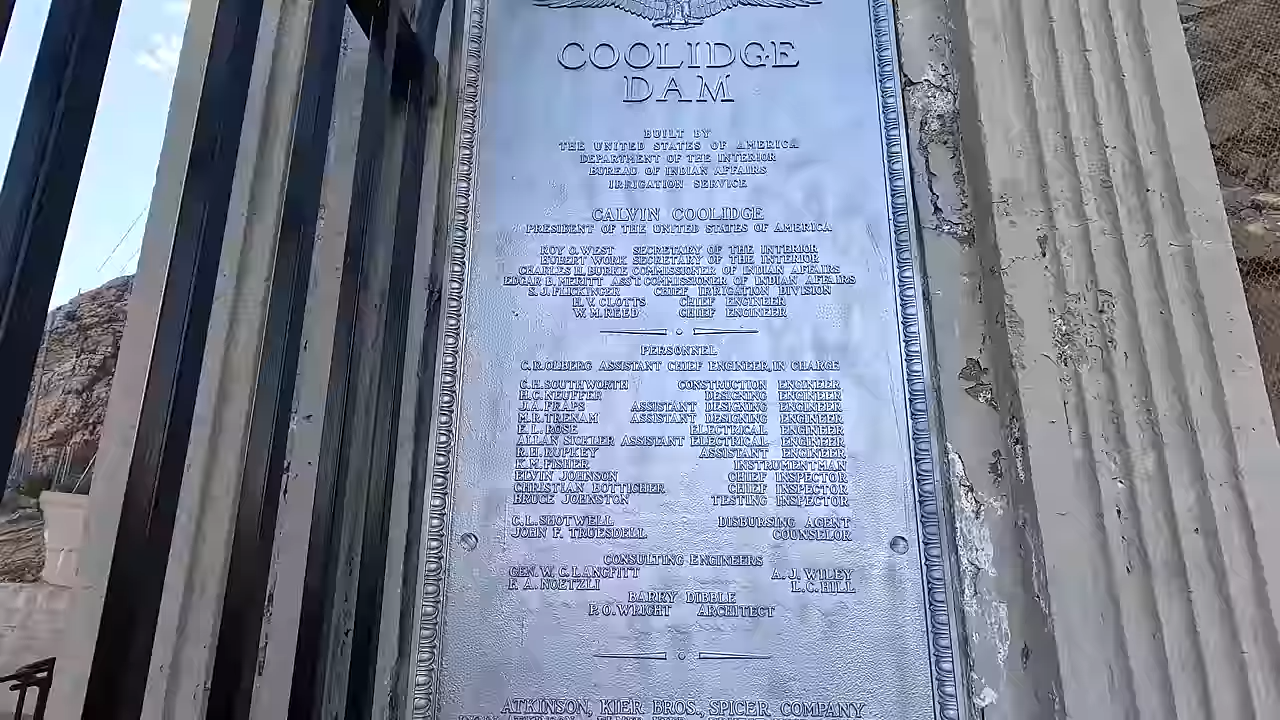 COOLIDGE
DAM
BUILT BY
THE UNITED STATES OF AMERICA
DEPARTMENT OF THE INTERIOR
BUREAU OF INDIAN AFFAIRS
IRRIGATION SERVICE
CALVIN COOLIDGE
PRESIDENT OF THE UNITED STATES OF AMERICA
ROY O. WEST SECRETARY OF THE INTERIOR
HUBERT WORK SECRETARY OF THE INTERIOR
CHARLES H. BURKE COMMISSIONER OF INDIAN AFFAIRS
EDGAR B. MERITT ASS'T COMMISSIONER OF INDIAN AFFAIRS
CHIEF IRRIGATION DIVISION
H. V. CLOTTS CHIEF ENGINEER
W. M. REED CHIEF ENGINEER
PERSONNEL
C. R. OLBERG ASSISTANT CHIEF ENGINEER, IN CHARGE
C. H. SOUTHWORTH CONSTRUCTION ENGINEER
H. C. NEUFFER DESIGNING ENGINEER
J. A. FRAPS ASSISTANT DESIGNING ENGINEER
ASSISTANT DESIGNING ENGINEER
ELECTRICAL ENGINEER
ALLAN ASSISTANT ELECTRICAL ENGINEER
R. H. RUPKEY ASSISTANT ENGINEER
K. M. FISHER INSTRUMENTMAN
EDVIN JOHNSON CHIEF INSPECTOR
CHRISTIAN BOTTICHER CHIEF INSPECTOR
BRUCE JOHNSTON TESTING INSPECTOR
C. L. SHOTWELL DISBURSING AGENT
JOHN F. TRUESDELL COUNSELOR
CONSULTING ENGINEERS
GEN. W. C. LANGFITT A. J. WILEY
F. A. NOETZLI L. C. HILL
BARRY DIBBLE
P. O. WRIGHT ARCHITECT
ATKINSON, KIER BROS., SPICER COMPANY